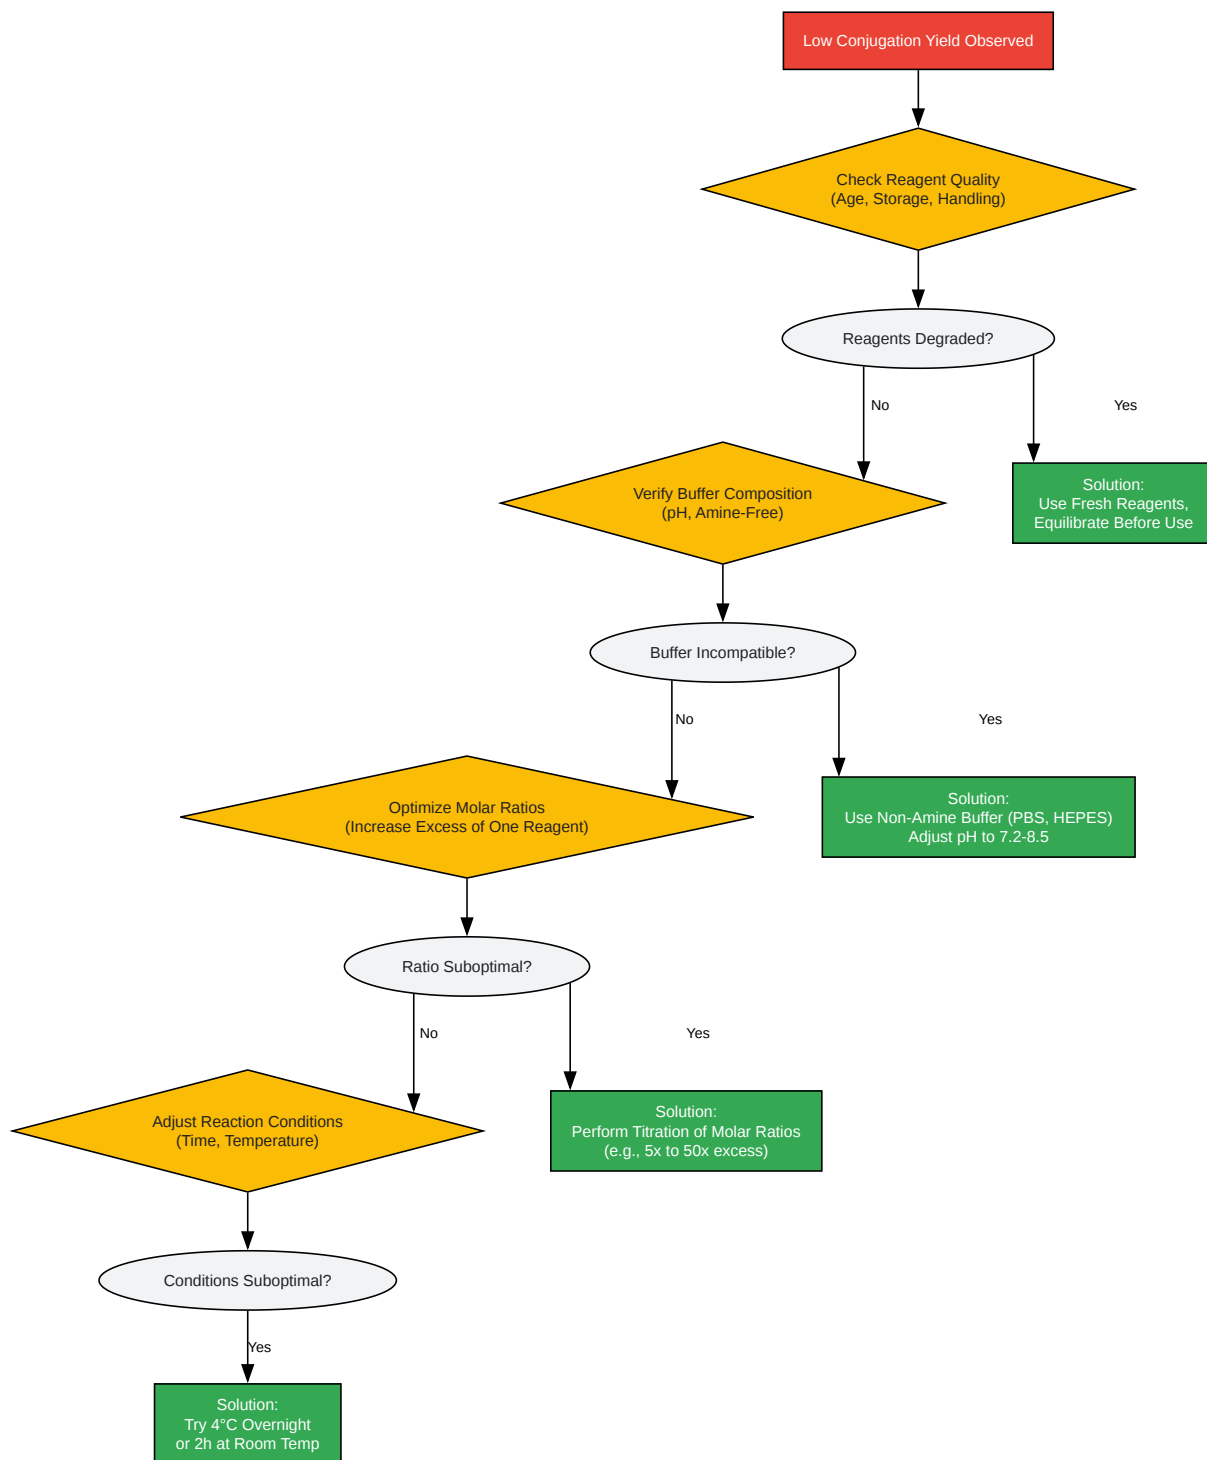 Low Conjugation Yield Observed
Check Reagent Quality
(Age, Storage, Handling)
Reagents Degraded?
No
Yes
Verify Buffer Composition
(pH, Amine-Free)
Solution:
Use Fresh Reagents,
Equilibrate Before Use
Buffer Incompatible?
No
Yes
Optimize Molar Ratios
(Increase Excess of One Reagent)
Solution:
Use Non-Amine Buffer (PBS, HEPES)
Adjust pH to 7.2-8.5
Ratio Suboptimal?
No
Yes
Adjust Reaction Conditions
(Time, Temperature)
Solution:
Perform Titration of Molar Ratios
(e.g., 5x to 50x excess)
Conditions Suboptimal?
Yes
Solution:
Try 4°C Overnight
or 2h at Room Temp